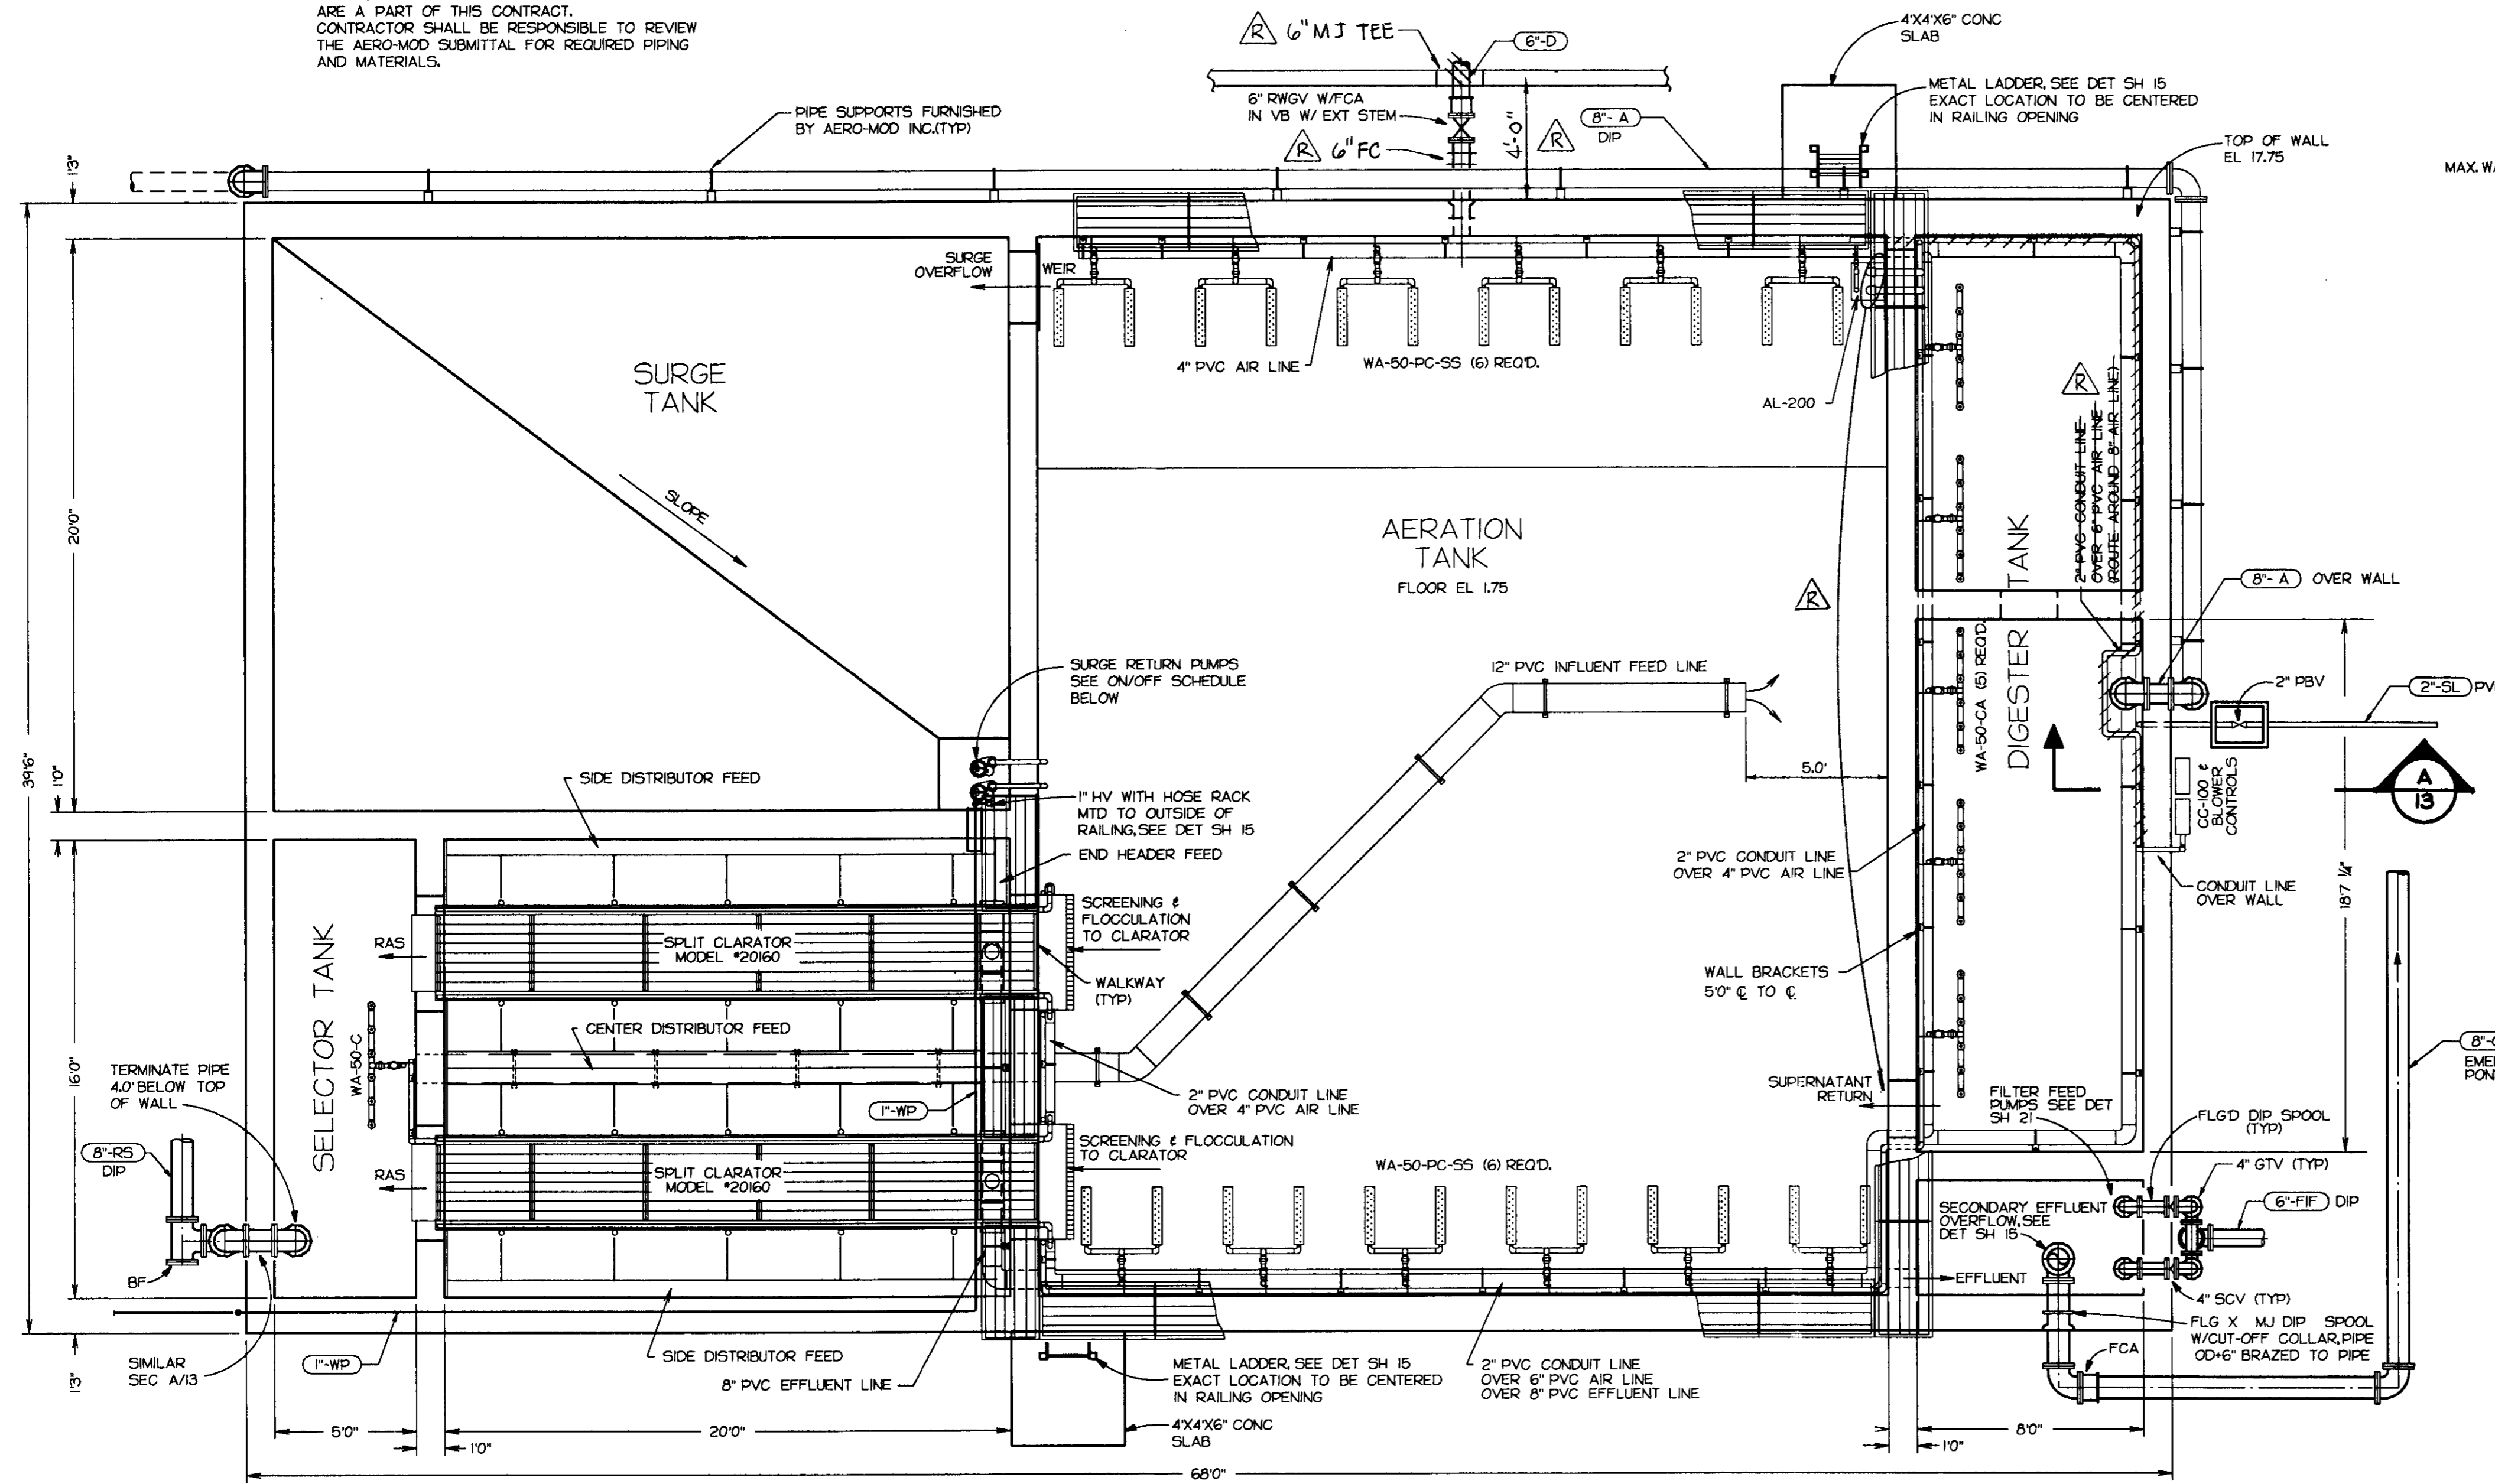 ARE A PART OF THIS CONTRACT.
CONTRACTOR SHALL BE RESPONSIBLE TO REVIEW
THE AERO-MOD SUBMITTAL FOR REQUIRED PIPING
AND MATERIALS.
R 6" MJ TEE
6"-D
4'X4'X6" CONC
SLAB
PIPE SUPPORTS FURNISHED
BY AERO-MOD INC.(TYP)
6" RWGV W/FCA
IN VB W/ EXT STEM
R 6" FC
4'-0"
R
8"- A
DIP
METAL LADDER, SEE DET SH 15
EXACT LOCATION TO BE CENTERED
IN RAILING OPENING
TOP OF WALL
EL 17.75
MAX. W
13"
SURGE
OVERFLOW
WEIR
4" PVC AIR LINE
WA-50-PC-SS (6) REQ'D.
AL-200
SURGE
TANK
SLOPE
20'0"
39'6"
1'0"
AERATION
TANK
FLOOR EL 1.75
R
R
2" PVC CONDUIT LINE
OVER 6" PVC AIR LINE
(ROUTE AROUND 8" AIR LINE)
DIGESTER TANK
WA-50-CA (5) REQ'D.
8"- A OVER WALL
2" PBV
2"-SL PV
A
13
CC-100 &
BLOWER
CONTROLS
18'7 1/4"
SURGE RETURN PUMPS
SEE ON/OFF SCHEDULE
BELOW
12" PVC INFLUENT FEED LINE
5.0'
SIDE DISTRIBUTOR FEED
1" HV WITH HOSE RACK
MTD TO OUTSIDE OF
RAILING, SEE DET SH 15
END HEADER FEED
2" PVC CONDUIT LINE
OVER 4" PVC AIR LINE
CONDUIT LINE
OVER WALL
SCREENING &
FLOCCULATION
TO CLARATOR
RAS
SPLIT CLARATOR
MODEL #20160
WALKWAY
(TYP)
WALL BRACKETS
5'0" ℄ TO ℄
SELECTOR TANK
WA-50-C
CENTER DISTRIBUTOR FEED
16'0"
TERMINATE PIPE
4.0' BELOW TOP
OF WALL
1"-WP
2" PVC CONDUIT LINE
OVER 4" PVC AIR LINE
SUPERNATANT
RETURN
FILTER FEED
PUMPS SEE DET
SH 21
FLG'D DIP SPOOL
(TYP)
8"-
EME
PON
8"-RS
DIP
SCREENING & FLOCCULATION
TO CLARATOR
RAS
SPLIT CLARATOR
MODEL #20160
WA-50-PC-SS (6) REQ'D.
4" GTV (TYP)
6"-FIF DIP
SECONDARY EFFLUENT
OVERFLOW, SEE
DET SH 15
BF
EFFLUENT
4" SCV (TYP)
FLG X MJ DIP SPOOL
W/CUT-OFF COLLAR, PIPE
OD+6" BRAZED TO PIPE
FCA
SIMILAR
SEC A/13
1"-WP
13"
SIDE DISTRIBUTOR FEED
8" PVC EFFLUENT LINE
METAL LADDER, SEE DET SH 15
EXACT LOCATION TO BE CENTERED
IN RAILING OPENING
2" PVC CONDUIT LINE
OVER 6" PVC AIR LINE
OVER 8" PVC EFFLUENT LINE
4'X4'X6" CONC
SLAB
5'0"
1'0"
20'0"
1'0"
8'0"
68'0"